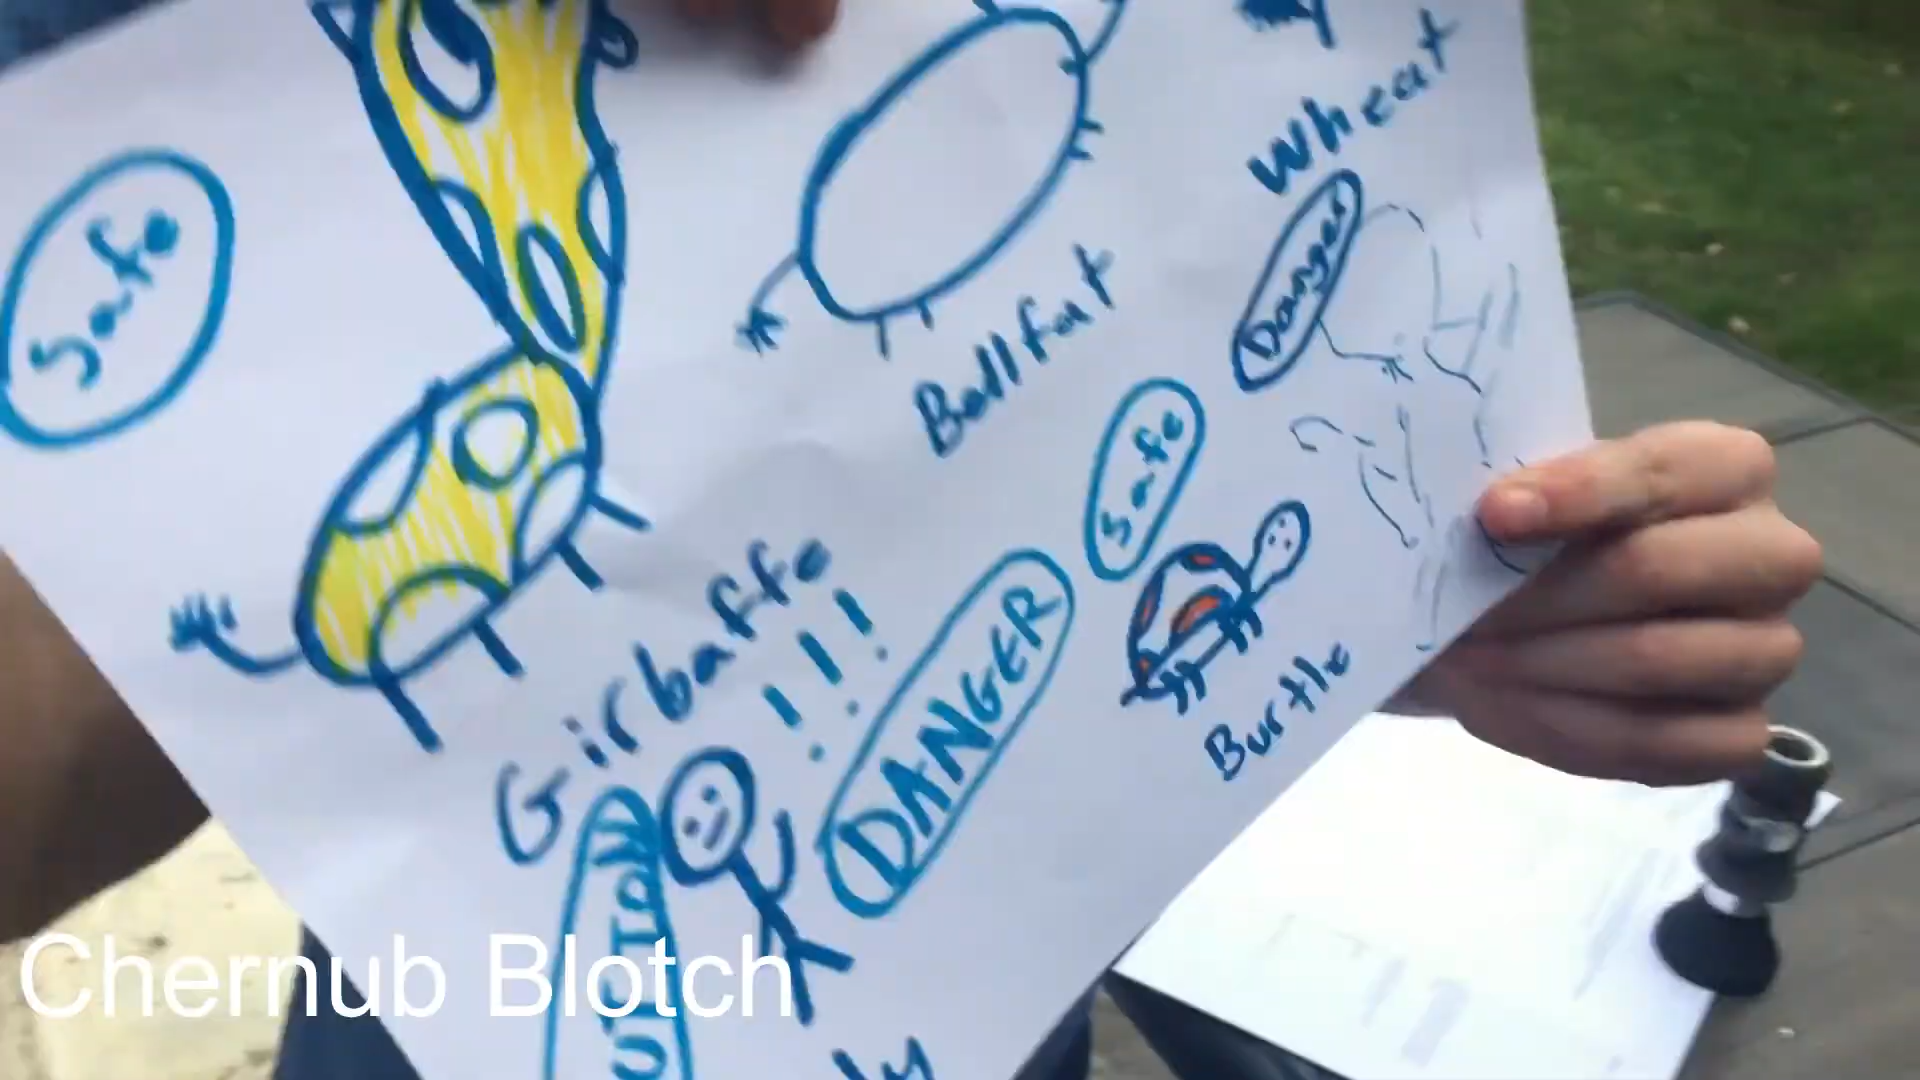 Wheat
Danger
Safe
Ballfat
Safe
Girbaffe
!!!
DANGER
Burtle
Chernub Blotch